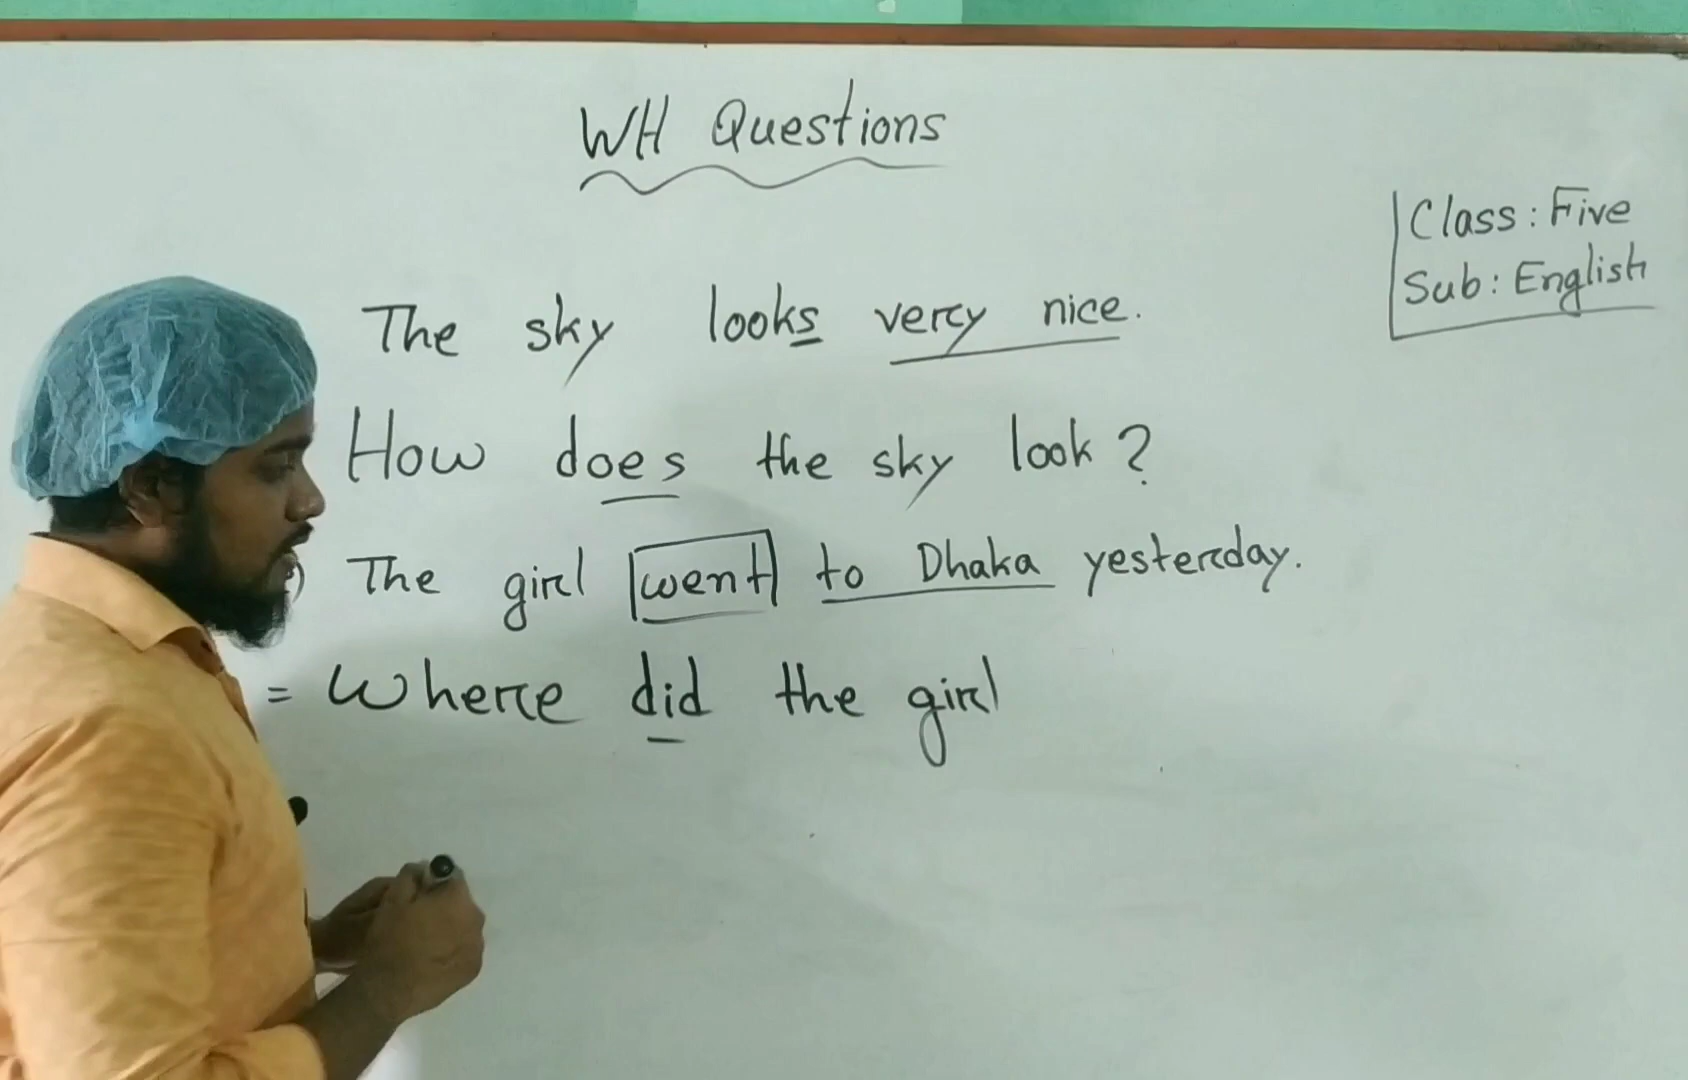 WH Questions
Class: Five
Sub: English
The sky looks very nice.
How does the sky look?
) The girl went to Dhaka yesterday.
= Where did the girl